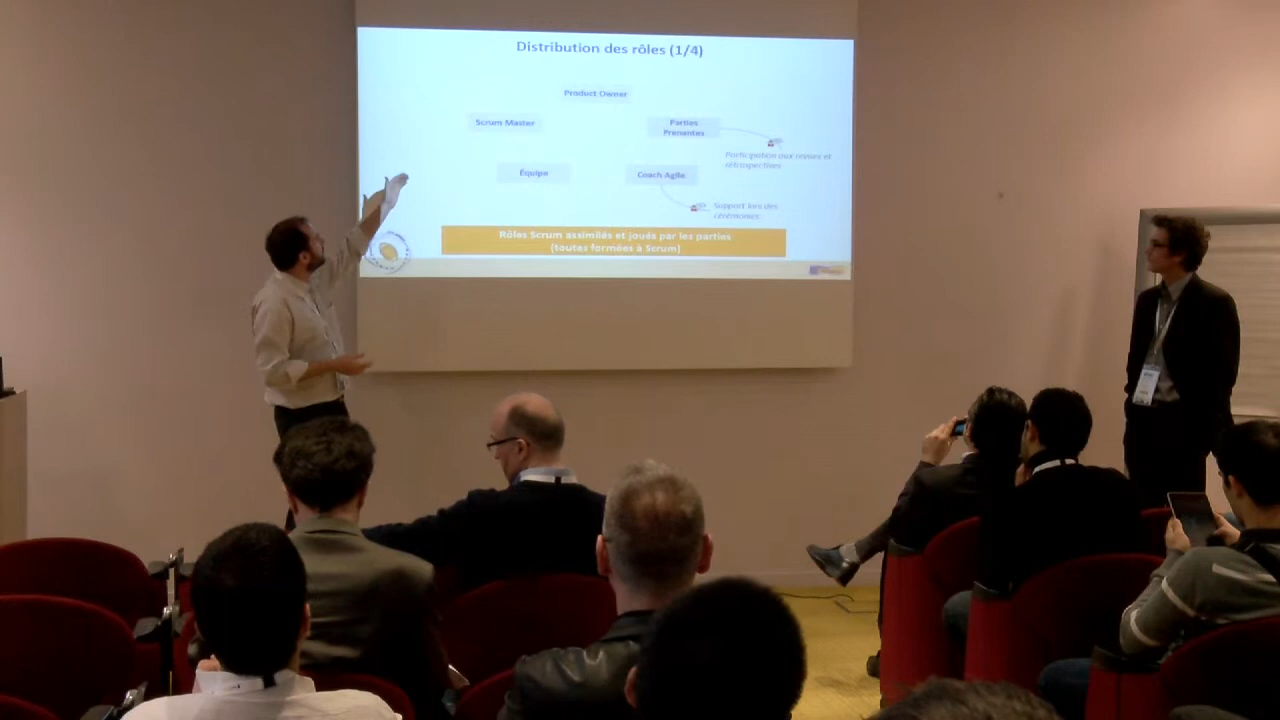 Distribution des rôles (1/4)
Product Owner
Scrum Master
Parties
Prenantes
Participation aux revues et
rétrospectives
Équipe
Coach Agile
Support lors des
cérémonies
Rôles Scrum assimilés et joués par les parties
(toutes formées à Scrum)